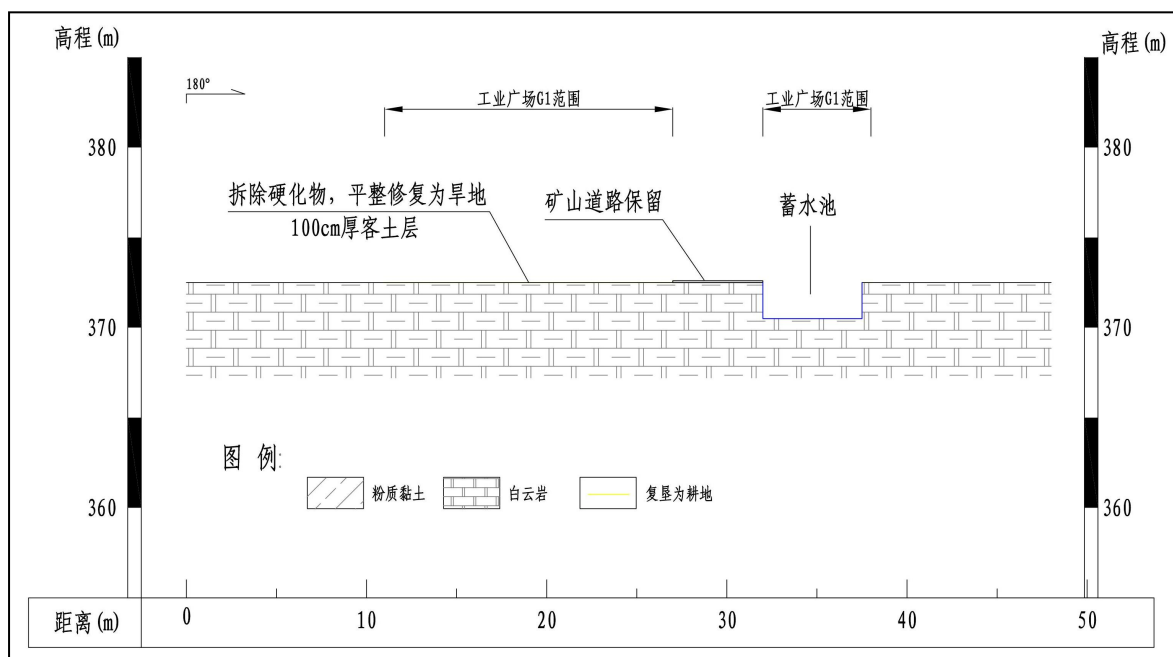 高程(m)
高程(m)
180°
工业广场G1范围
工业广场G1范围
380
380
拆除硬化物，平整修复为旱地
100cm厚客土层
矿山道路保留
蓄水池
370
370
图 例:
粉质黏土
白云岩
复垦为耕地
360
360
距离(m)
0
10
20
30
40
50